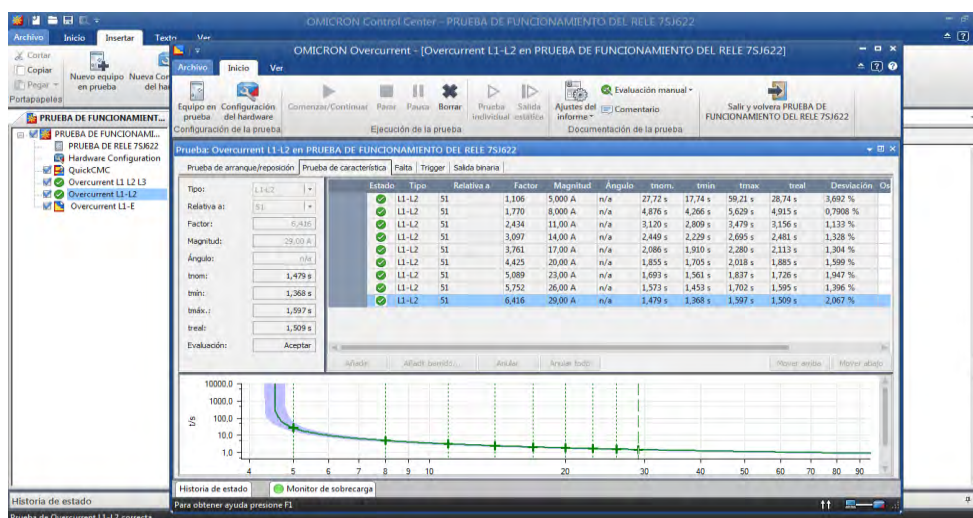 OMICRON Control Center - PRUEBA DE FUNCIONAMIENTO DEL RELE 7SJ622
Archivo Inicio Insertar Texto Ver
Cortar
Copiar
Pegar
Portapapeles
Nuevo equipo
en prueba
PRUEBA DE FUNCIONAMIENT...
PRUEBA DE FUNCIONAMI...
PRUEBA DE RELE 7SJ622
Hardware Configuration
QuickCMC
Overcurrent L1 L2 L3
Overcurrent L1-L2
Overcurrent L1-E
OMICRON Overcurrent - [Overcurrent L1-L2 en PRUEBA DE FUNCIONAMIENTO DEL RELE 7SJ622]
Archivo Inicio Ver
Equipo en prueba
Configuración del hardware
Comenzar/Continuar
Parar
Pausa
Borrar
Prueba individual
Salida estática
Ajustes del informe
Evaluación manual
Comentario
Salir y volvera PRUEBA DE
FUNCIONAMIENTO DEL RELE 7SJ622
Configuración de la prueba Ejecución de la prueba Documentación de la prueba
Prueba: Overcurrent L1-L2 en PRUEBA DE FUNCIONAMIENTO DEL RELE 7SJ622
Prueba de arranque/reposición Prueba de característica Falta Trigger Salida binaria
Tipo: L1-L2
Relativa a: 51
Factor: 6,416
Magnitud: 29,00 A
Ángulo: n/a
tnom: 1,479 s
tmín: 1,368 s
tmáx.: 1,597 s
treal: 1,509 s
Evaluación: Aceptar
Estado Tipo Relativa a Factor Magnitud Ángulo tnom. tmin tmax treal Desviación Os
L1-L2 51 1,106 5,000 A n/a 27,72 s 17,74 s 59,21 s 28,74 s 3,692 %
L1-L2 51 1,770 8,000 A n/a 4,876 s 4,266 s 5,629 s 4,915 s 0,7908 %
L1-L2 51 2,434 11,00 A n/a 3,120 s 2,809 s 3,479 s 3,156 s 1,133 %
L1-L2 51 3,097 14,00 A n/a 2,449 s 2,229 s 2,695 s 2,481 s 1,328 %
L1-L2 51 3,761 17,00 A n/a 2,086 s 1,910 s 2,280 s 2,113 s 1,304 %
L1-L2 51 4,425 20,00 A n/a 1,855 s 1,705 s 2,018 s 1,885 s 1,599 %
L1-L2 51 5,089 23,00 A n/a 1,693 s 1,561 s 1,837 s 1,726 s 1,947 %
L1-L2 51 5,752 26,00 A n/a 1,573 s 1,453 s 1,702 s 1,595 s 1,396 %
L1-L2 51 6,416 29,00 A n/a 1,479 s 1,368 s 1,597 s 1,509 s 2,067 %
Añadir Añadir barrido... Anular Anular todo Mover arriba Mover abajo
t/s
10000.0
1000.0
100.0
10.0
1.0
4 5 6 7 8 9 10 20 30 40 50 60 70 80 90
Historia de estado Monitor de sobrecarga
Para obtener ayuda presione F1
Historia de estado
Prueba de Overcurrent L1-L2 correcta